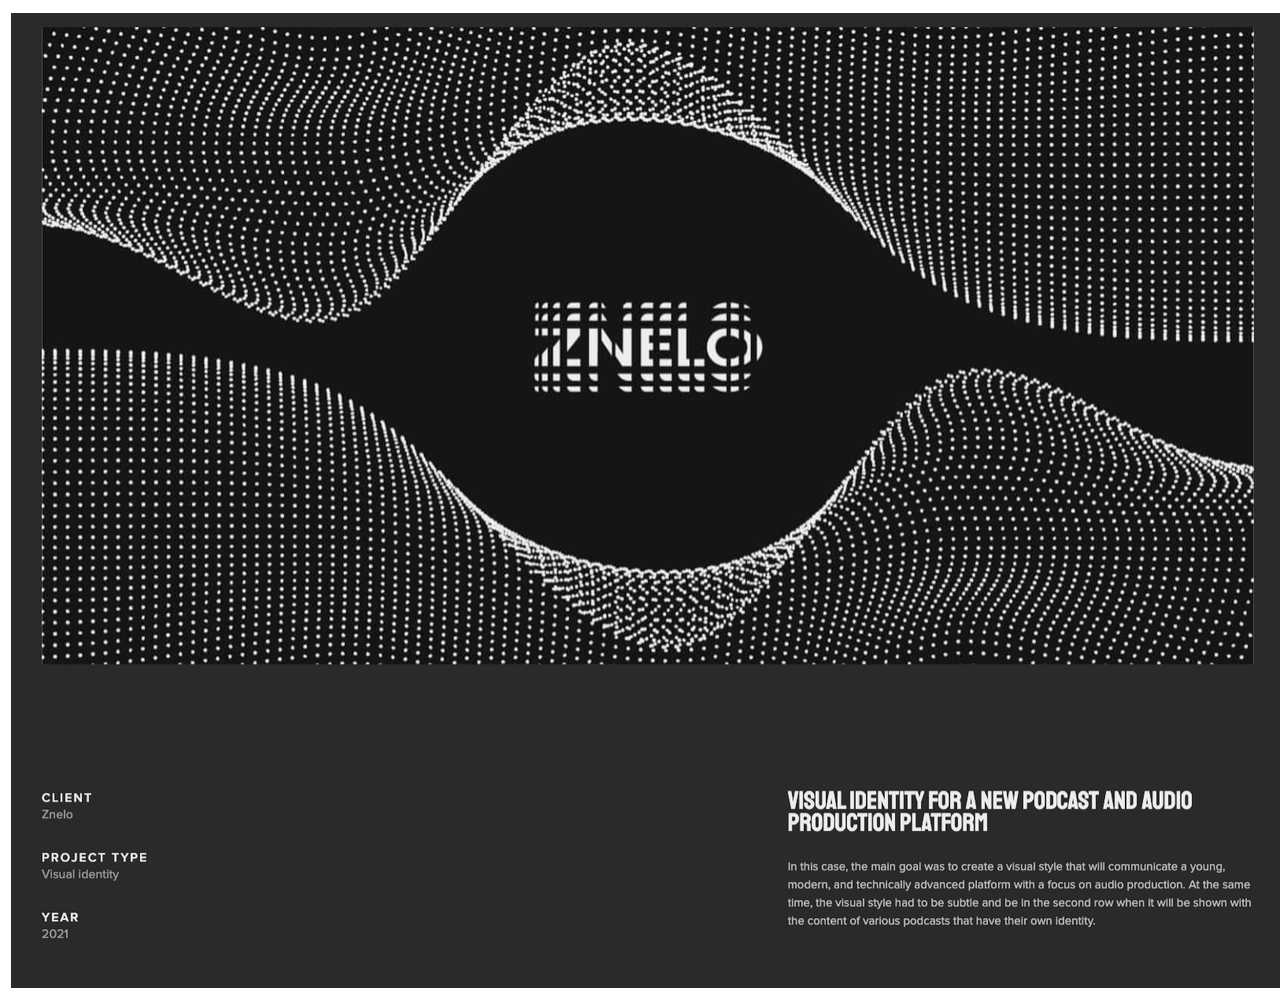 ZNELO
CLIENT
Znelo
PROJECT TYPE
Visual identity
YEAR
2021
VISUAL IDENTITY FOR A NEW PODCAST AND AUDIO
PRODUCTION PLATFORM
In this case, the main goal was to create a visual style that will communicate a young,
modern, and technically advanced platform with a focus on audio production. At the same
time, the visual style had to be subtle and be in the second row when it will be shown with
the content of various podcasts that have their own identity.